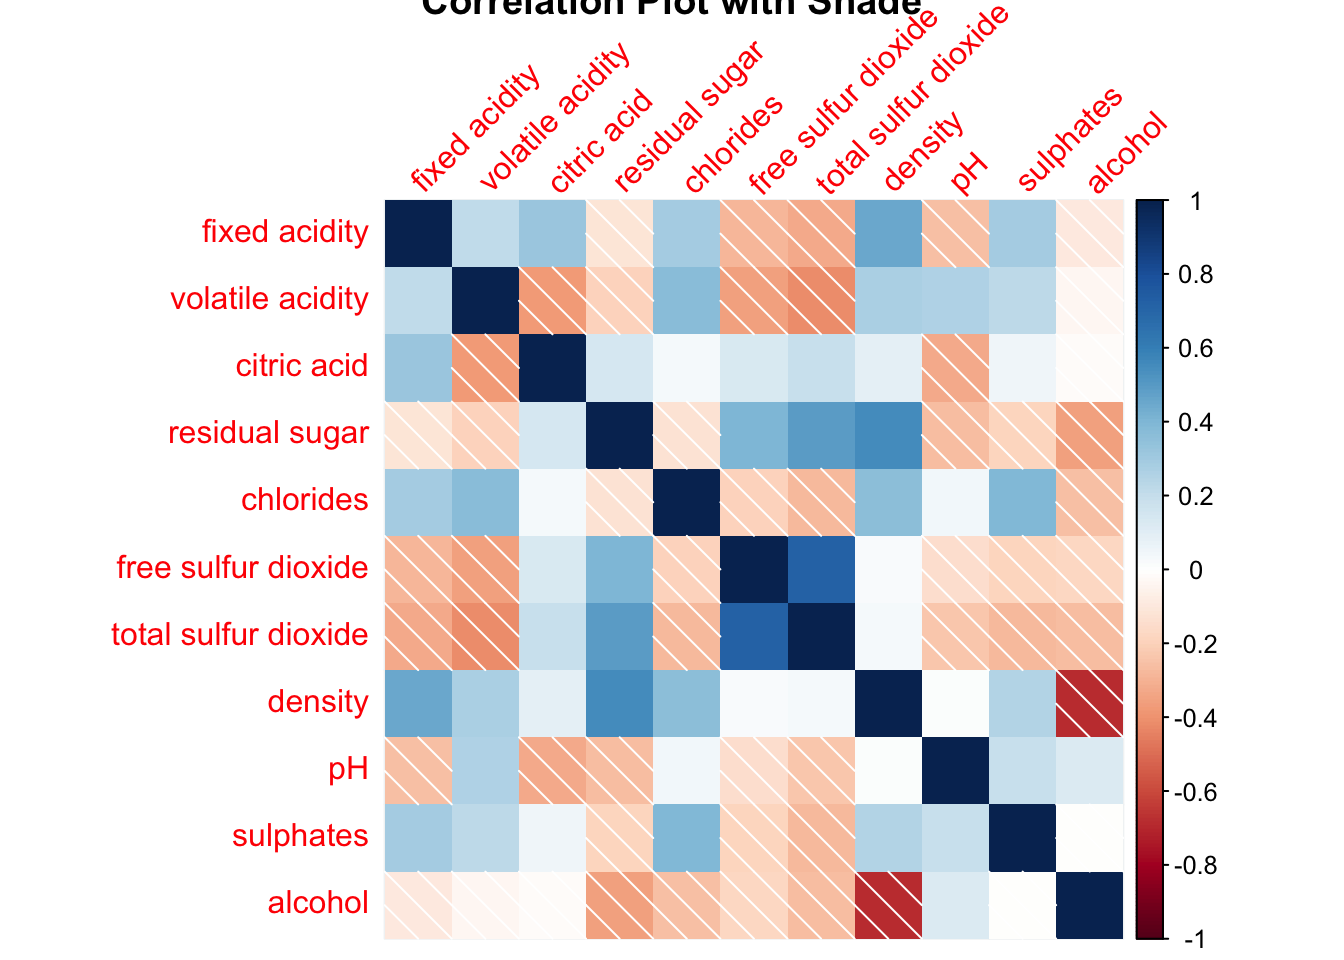 Correlation Plot with Shade
fixed acidity
volatile acidity
citric acid
residual sugar
chlorides
free sulfur dioxide
total sulfur dioxide
density
pH
sulphates
alcohol
fixed acidity
volatile acidity
citric acid
residual sugar
chlorides
free sulfur dioxide
total sulfur dioxide
density
pH
sulphates
alcohol
1
0.8
0.6
0.4
0.2
0
-0.2
-0.4
-0.6
-0.8
-1